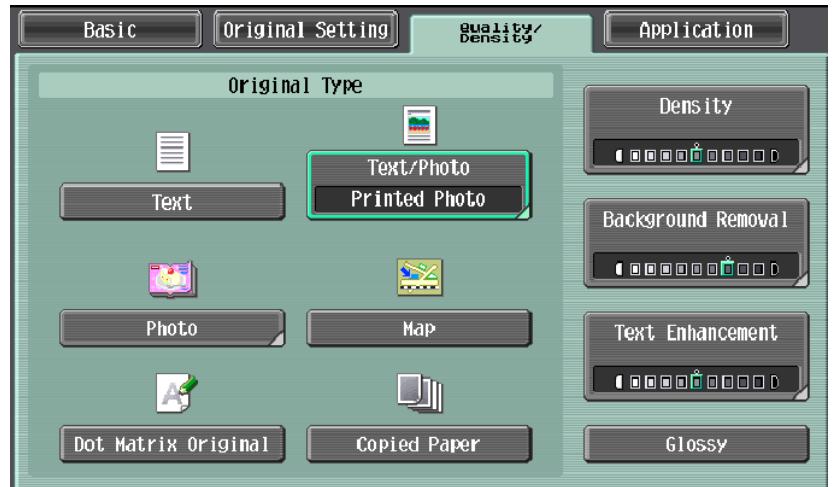 Basic
Original Setting
Quality/
Density
Application
Original Type
Text
Text/Photo
Printed Photo
Photo
Map
Dot Matrix Original
Copied Paper
Density
Background Removal
Text Enhancement
Glossy